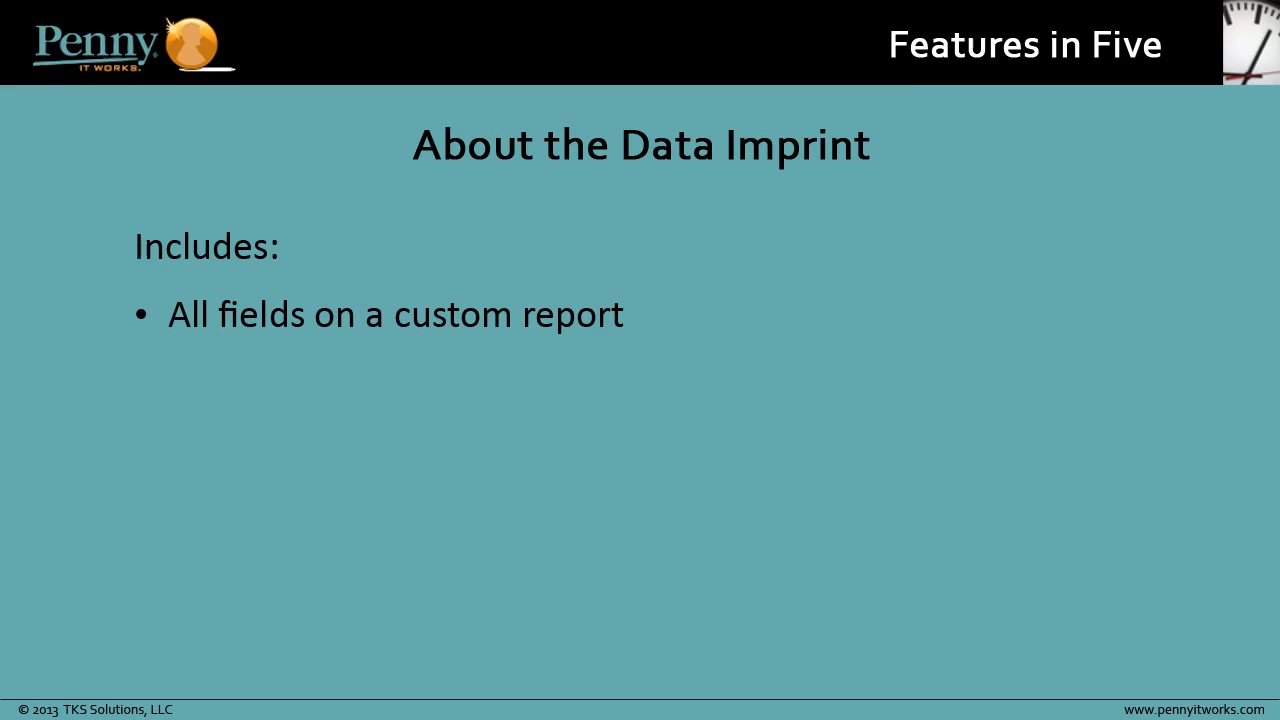 Penny®
IT WORKS.
Features in Five
About the Data Imprint
Includes:
• All fields on a custom report
© 2013 TKS Solutions, LLC
www.pennyitworks.com